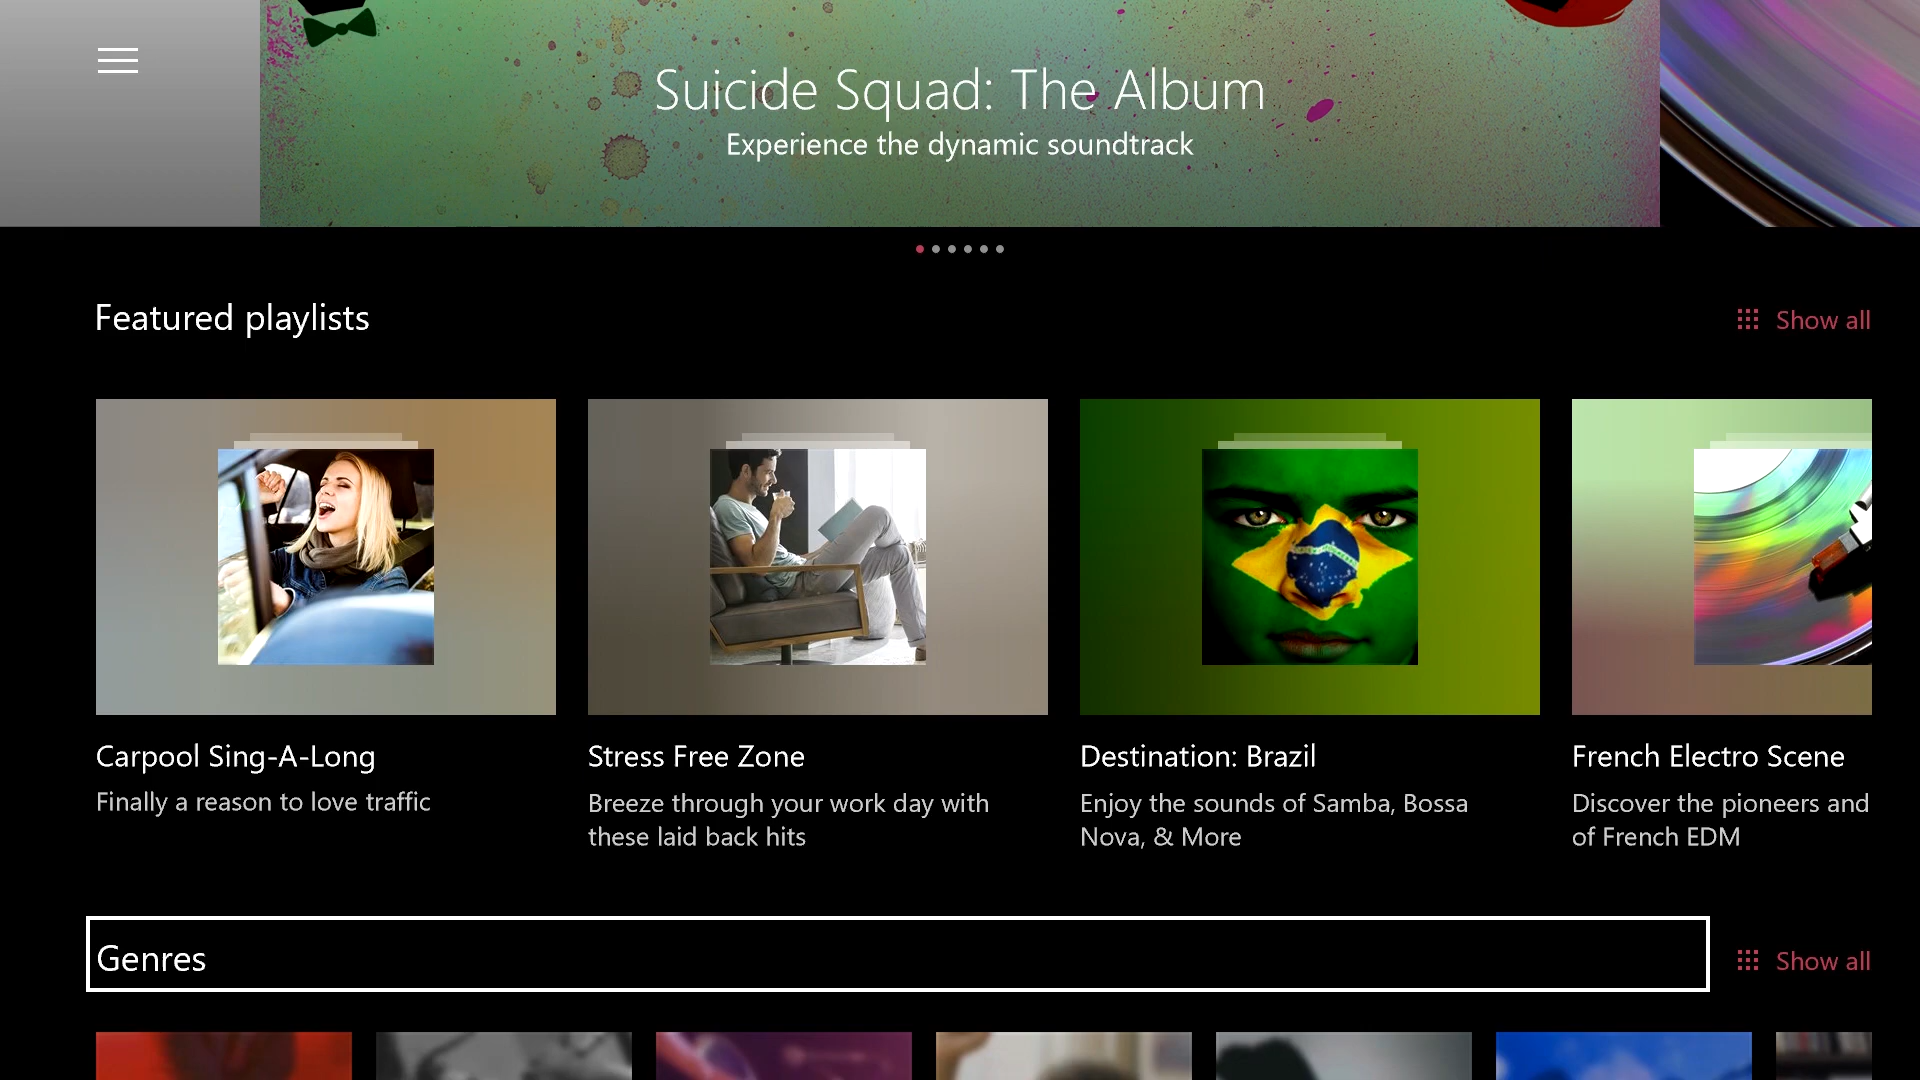 Suicide Squad: The Album
Experience the dynamic soundtrack
Featured playlists
Show all
Carpool Sing-A-Long
Finally a reason to love traffic
Stress Free Zone
Breeze through your work day with
these laid back hits
Destination: Brazil
Enjoy the sounds of Samba, Bossa
Nova, & More
French Electro Scene
Discover the pioneers and
of French EDM
Genres
Show all